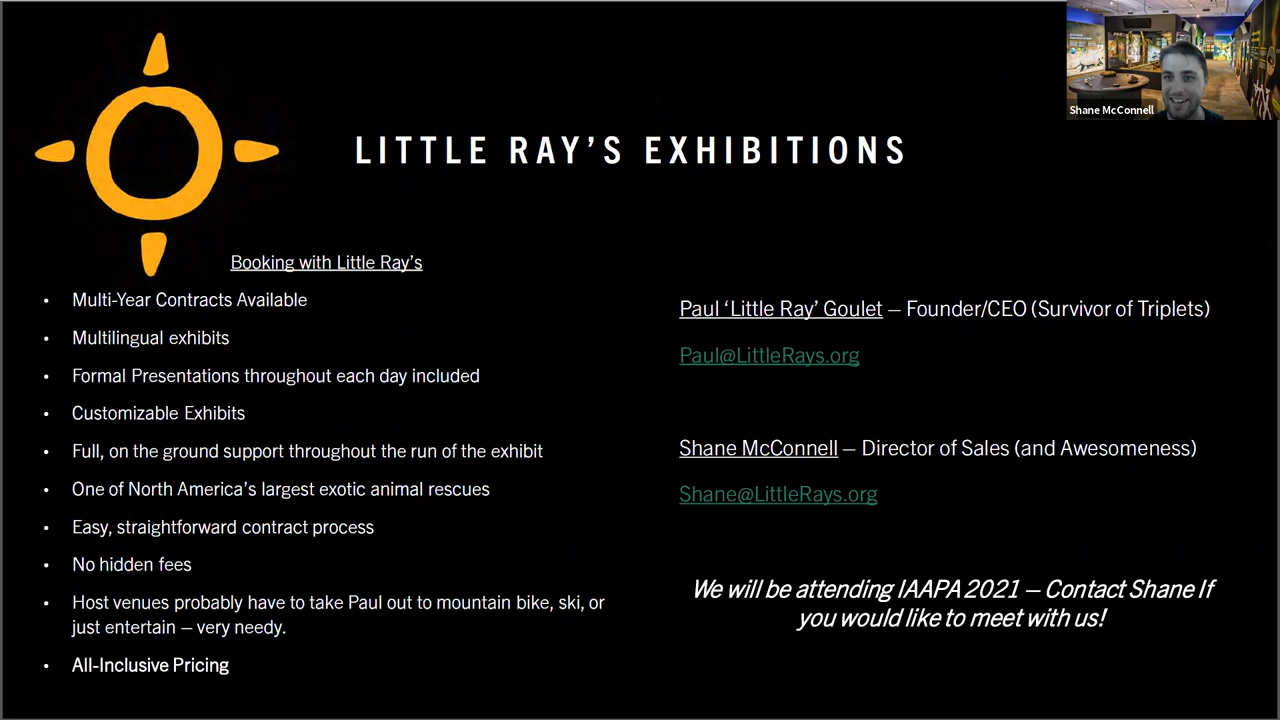 Shane McConnell
LITTLE RAY'S EXHIBITIONS
Booking with Little Ray's
• Multi-Year Contracts Available
• Multilingual exhibits
• Formal Presentations throughout each day included
• Customizable Exhibits
• Full, on the ground support throughout the run of the exhibit
• One of North America's largest exotic animal rescues
• Easy, straightforward contract process
• No hidden fees
• Host venues probably have to take Paul out to mountain bike, ski, or
just entertain – very needy.
• All-Inclusive Pricing
Paul ‘Little Ray’ Goulet – Founder/CEO (Survivor of Triplets)
Paul@LittleRays.org
Shane McConnell – Director of Sales (and Awesomeness)
Shane@LittleRays.org
We will be attending IAAPA 2021 – Contact Shane If
you would like to meet with us!